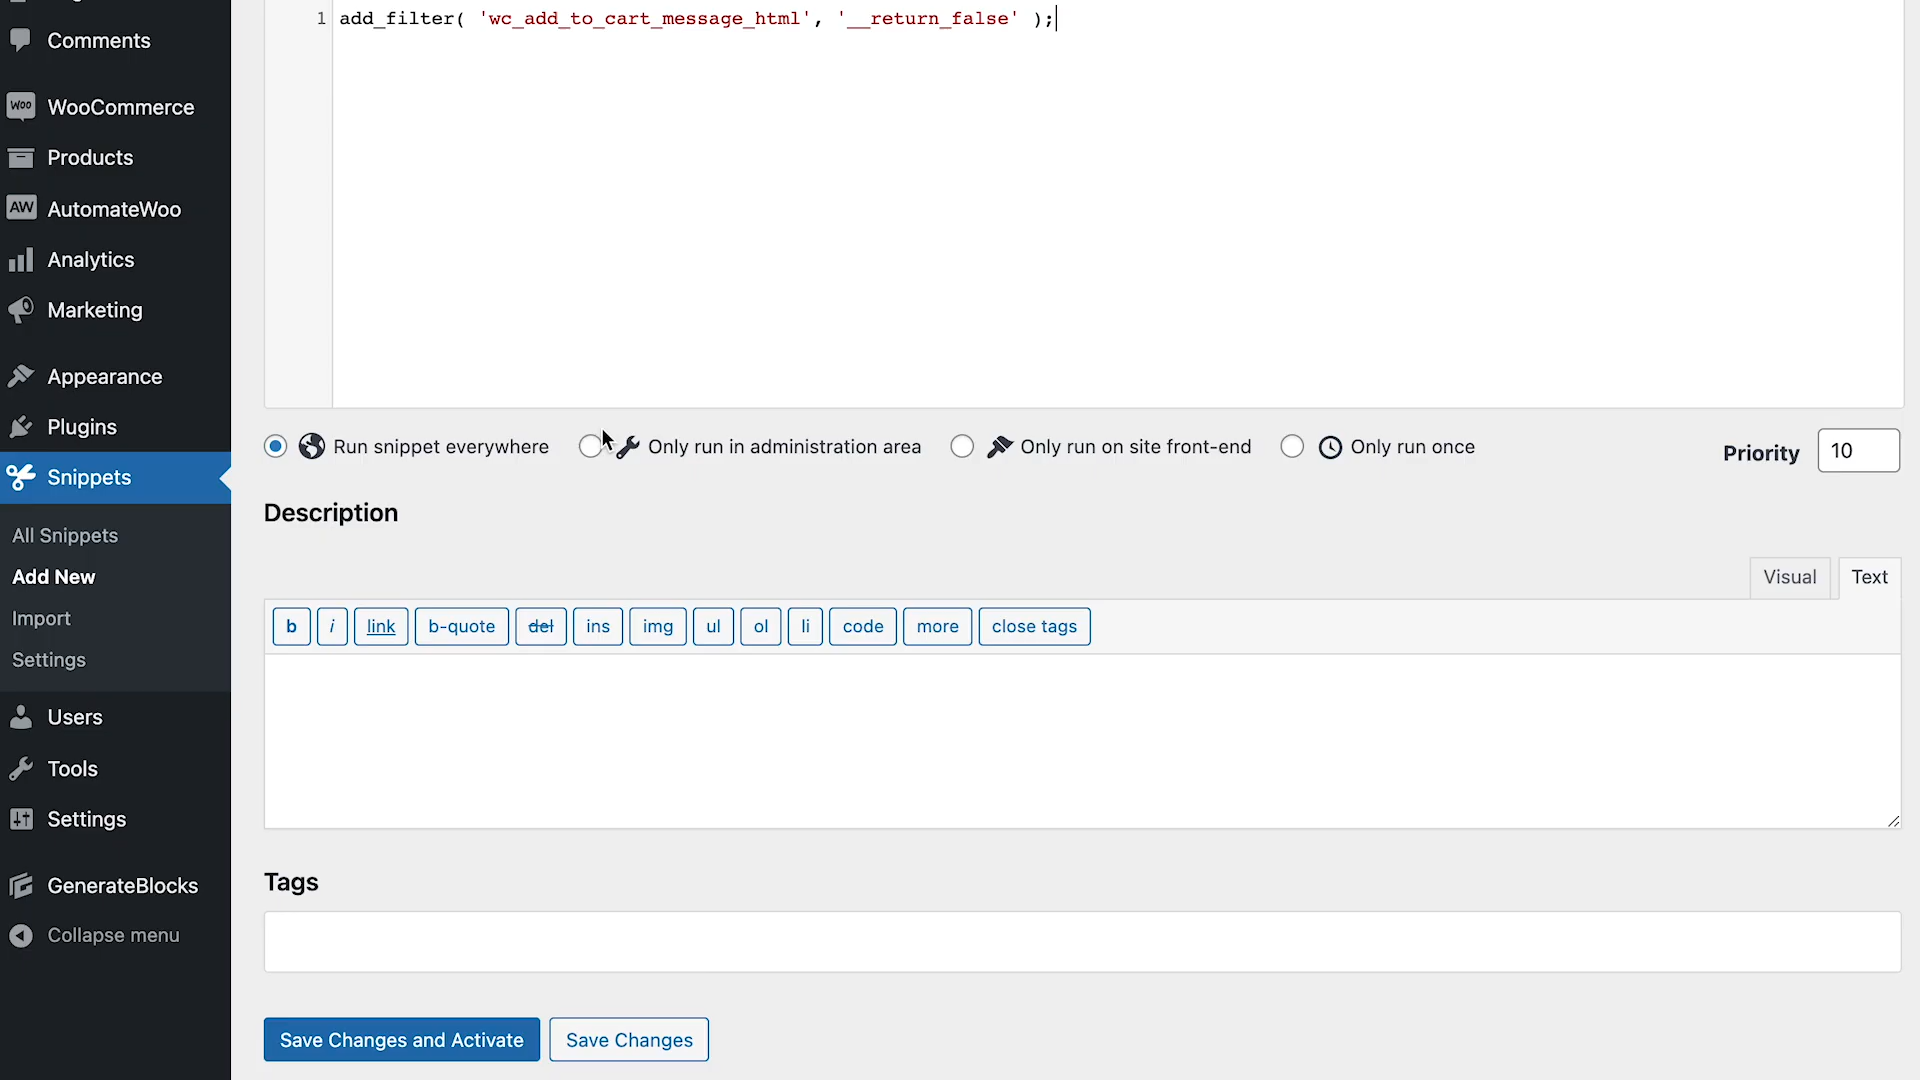 Comments
WOO WooCommerce
Products
AW AutomateWoo
Analytics
Marketing
Appearance
Plugins
Snippets
All Snippets
Add New
Import
Settings
Users
Tools
Settings
GenerateBlocks
Collapse menu
1 add_filter( 'wc_add_to_cart_message_html', '__return_false' );
Run snippet everywhere Only run in administration area Only run on site front-end Only run once Priority 10
Description
Visual Text
b i link b-quote del ins img ul ol li code more close tags
Tags
Save Changes and Activate Save Changes